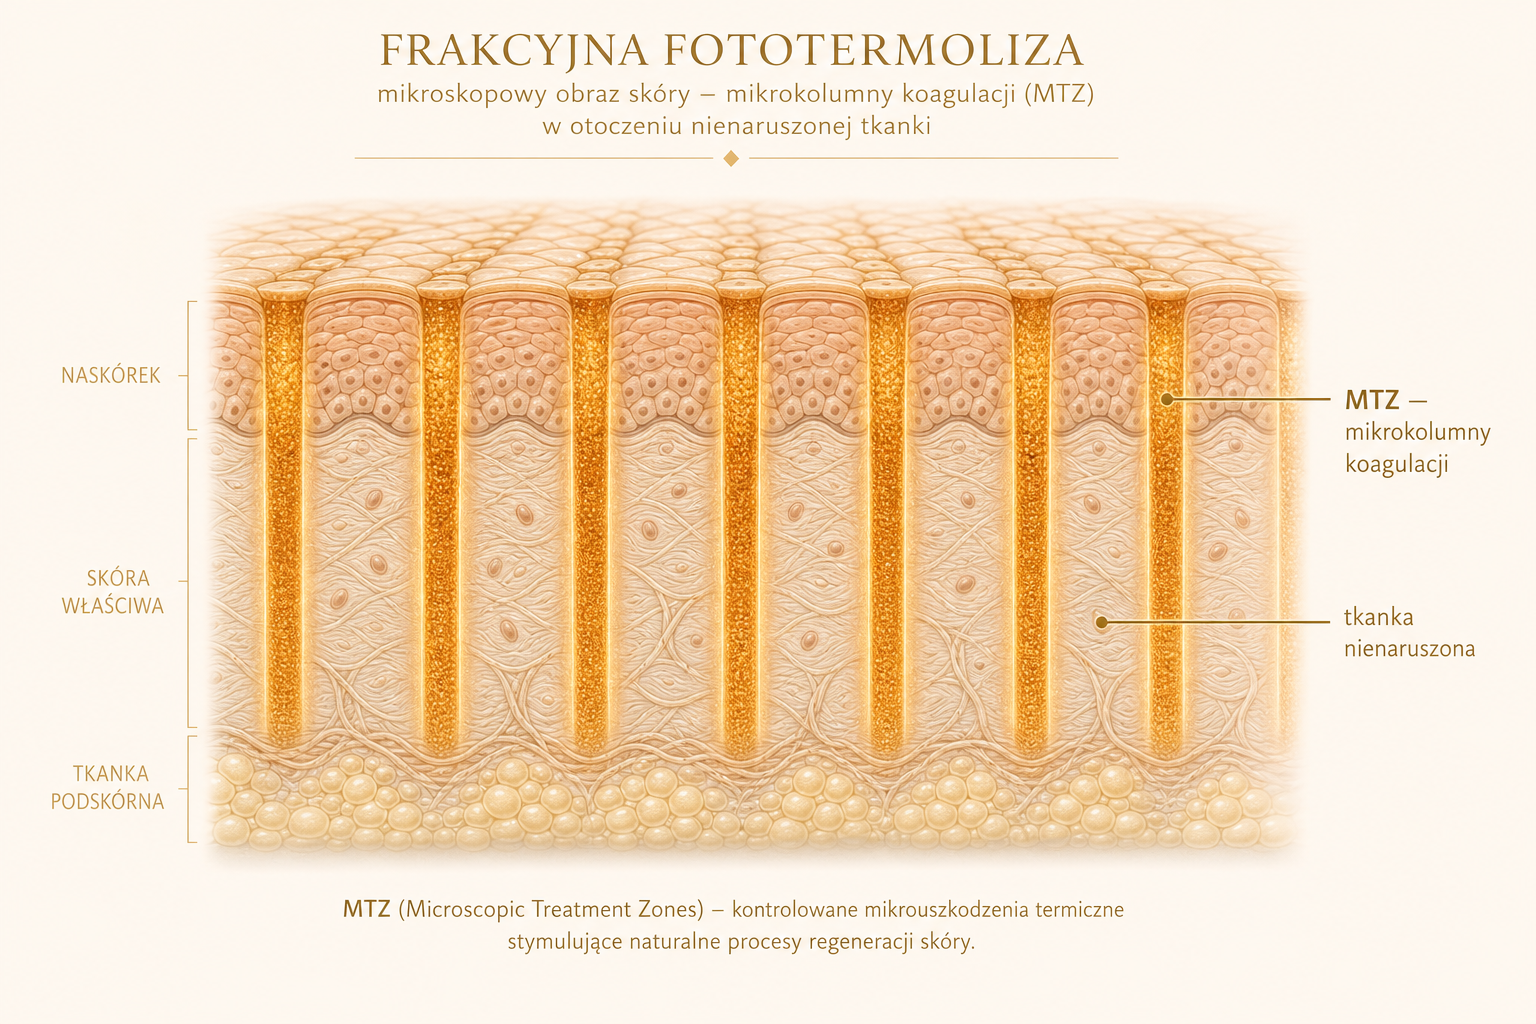 FRAKCYJNA FOTOTERMOLIZA
mikroskopowy obraz skóry – mikrokolumny koagulacji (MTZ)
w otoczeniu nienaruszonej tkanki
NASKÓREK
SKÓRA
WŁAŚCIWA
TKANKA
PODSKÓRNA
MTZ –
mikrokolumny
koagulacji
tkanka
nienaruszona
MTZ (Microscopic Treatment Zones) – kontrolowane mikrouszkodzenia termiczne
stymulujące naturalne procesy regeneracji skóry.